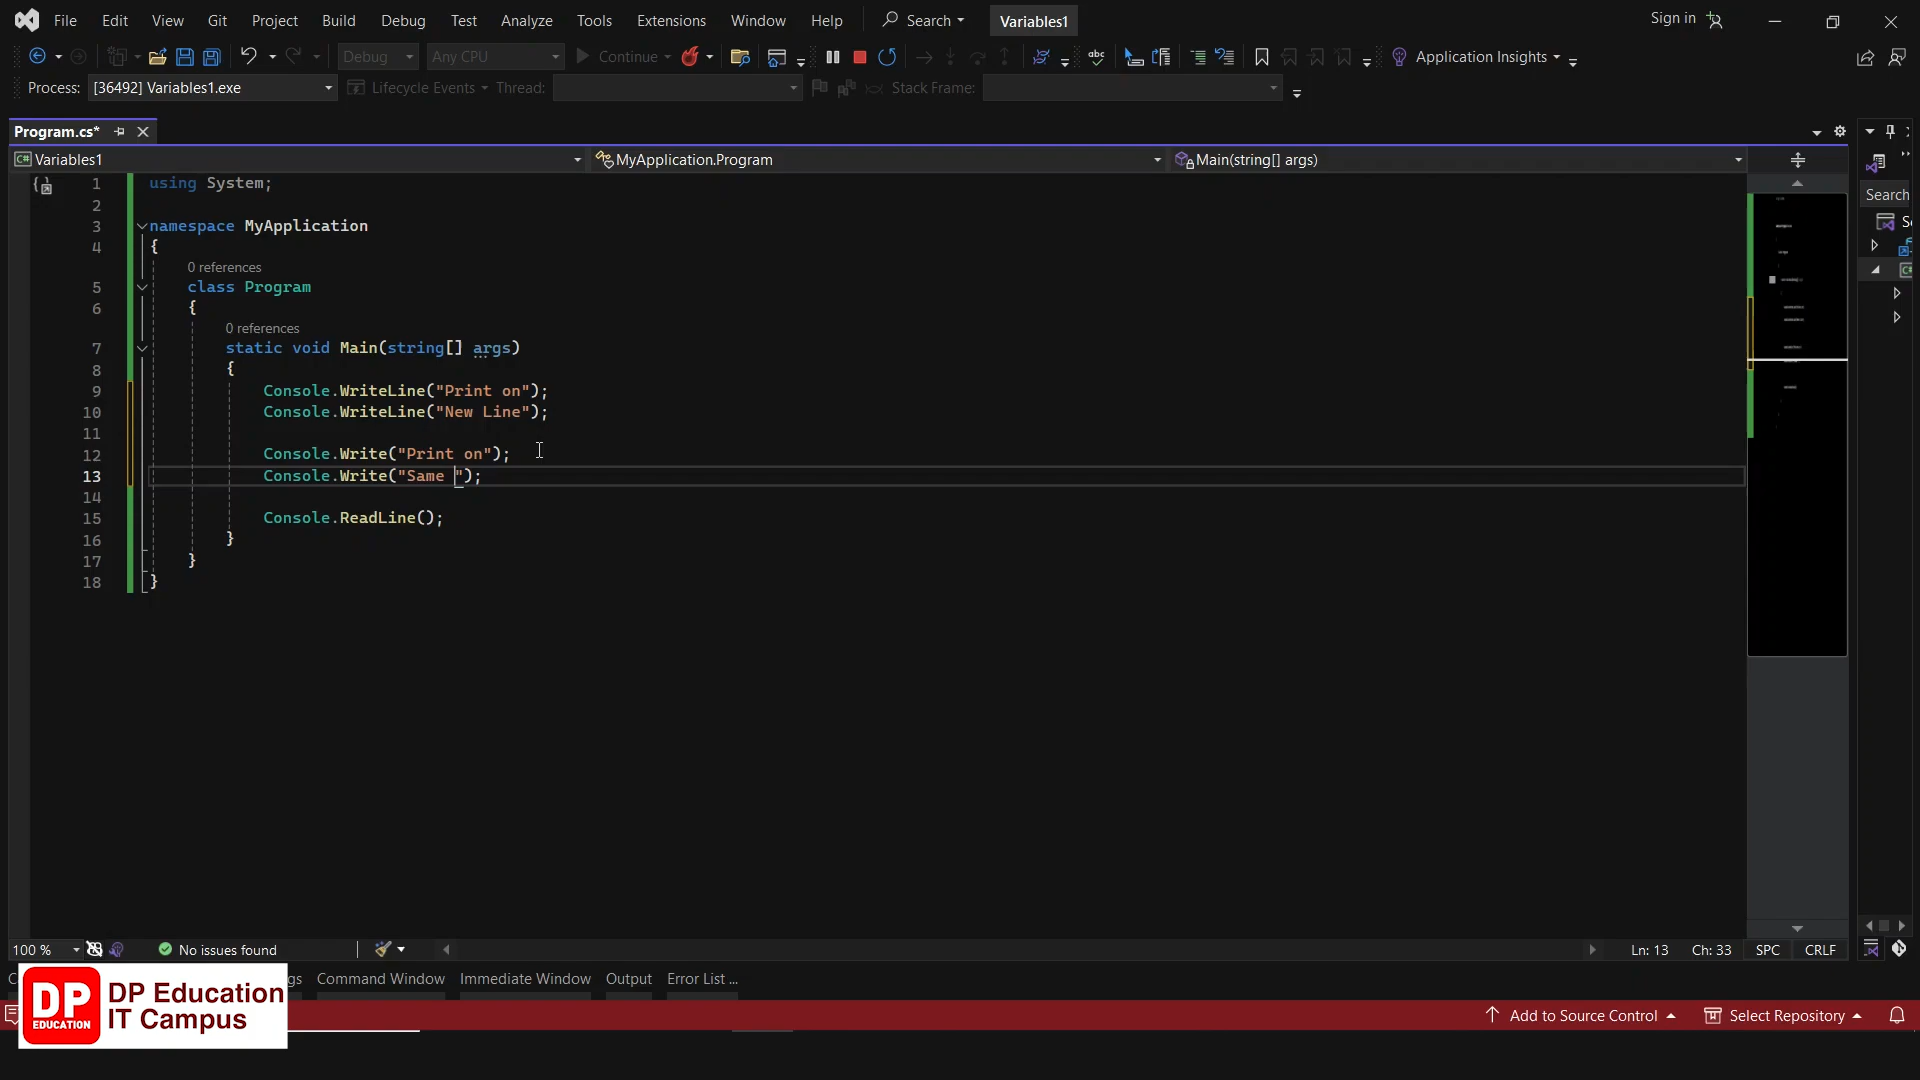 File Edit View Git Project Build Debug Test Analyze Tools Extensions Window Help Search Variables1 Sign in
Debug Any CPU Continue Application Insights
Process: [36492] Variables1.exe Lifecycle Events Thread: Stack Frame:
Program.cs*
Variables1 MyApplication.Program Main(string[] args)
1 using System;
2
3 namespace MyApplication
4 {
0 references
5 class Program
6 {
0 references
7 static void Main(string[] args)
8 {
9 Console.WriteLine("Print on");
10 Console.WriteLine("New Line");
11
12 Console.Write("Print on");
13 Console.Write("Same ");
14
15 Console.ReadLine();
16 }
17 }
18 }
Search
100 % No issues found Ln: 13 Ch: 33 SPC CRLF
Command Window Immediate Window Output Error List ...
DP EDUCATION
DP Education
IT Campus
Add to Source Control Select Repository